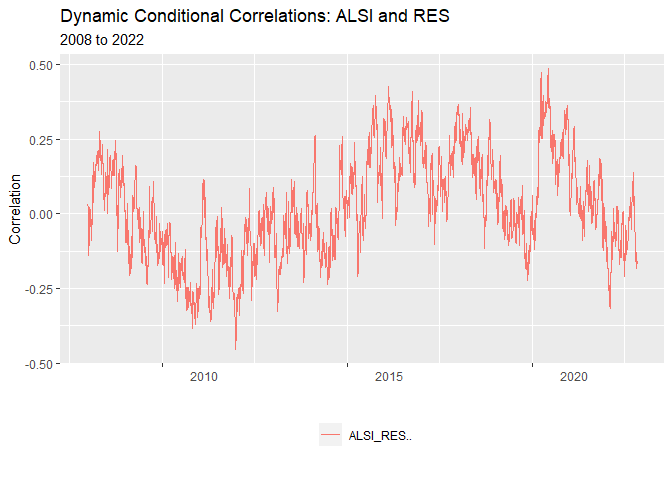 Dynamic Conditional Correlations: ALSI and RES
2008 to 2022
0.50
0.25
0.00
-0.25
-0.50
Correlation
2010
2015
2020
ALSI_RES..